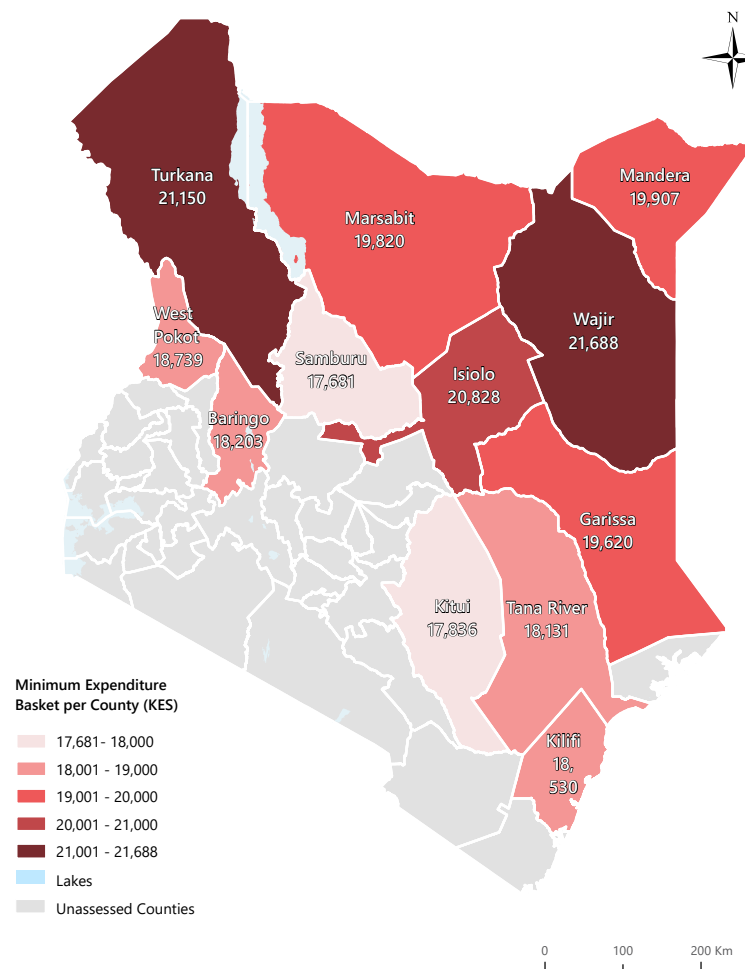 N
Turkana
21,150
Marsabit
19,820
Mandera
19,907
Wajir
21,688
West
Pokot
18,739
Samburu
17,681
Isiolo
20,828
Baringo
18,203
Garissa
19,620
Kitui
17,836
Tana River
18,131
Kilifi
18,
530
Minimum Expenditure
Basket per County (KES)
17,681- 18,000
18,001 - 19,000
19,001 - 20,000
20,001 - 21,000
21,001 - 21,688
Lakes
Unassessed Counties
0 100 200 Km